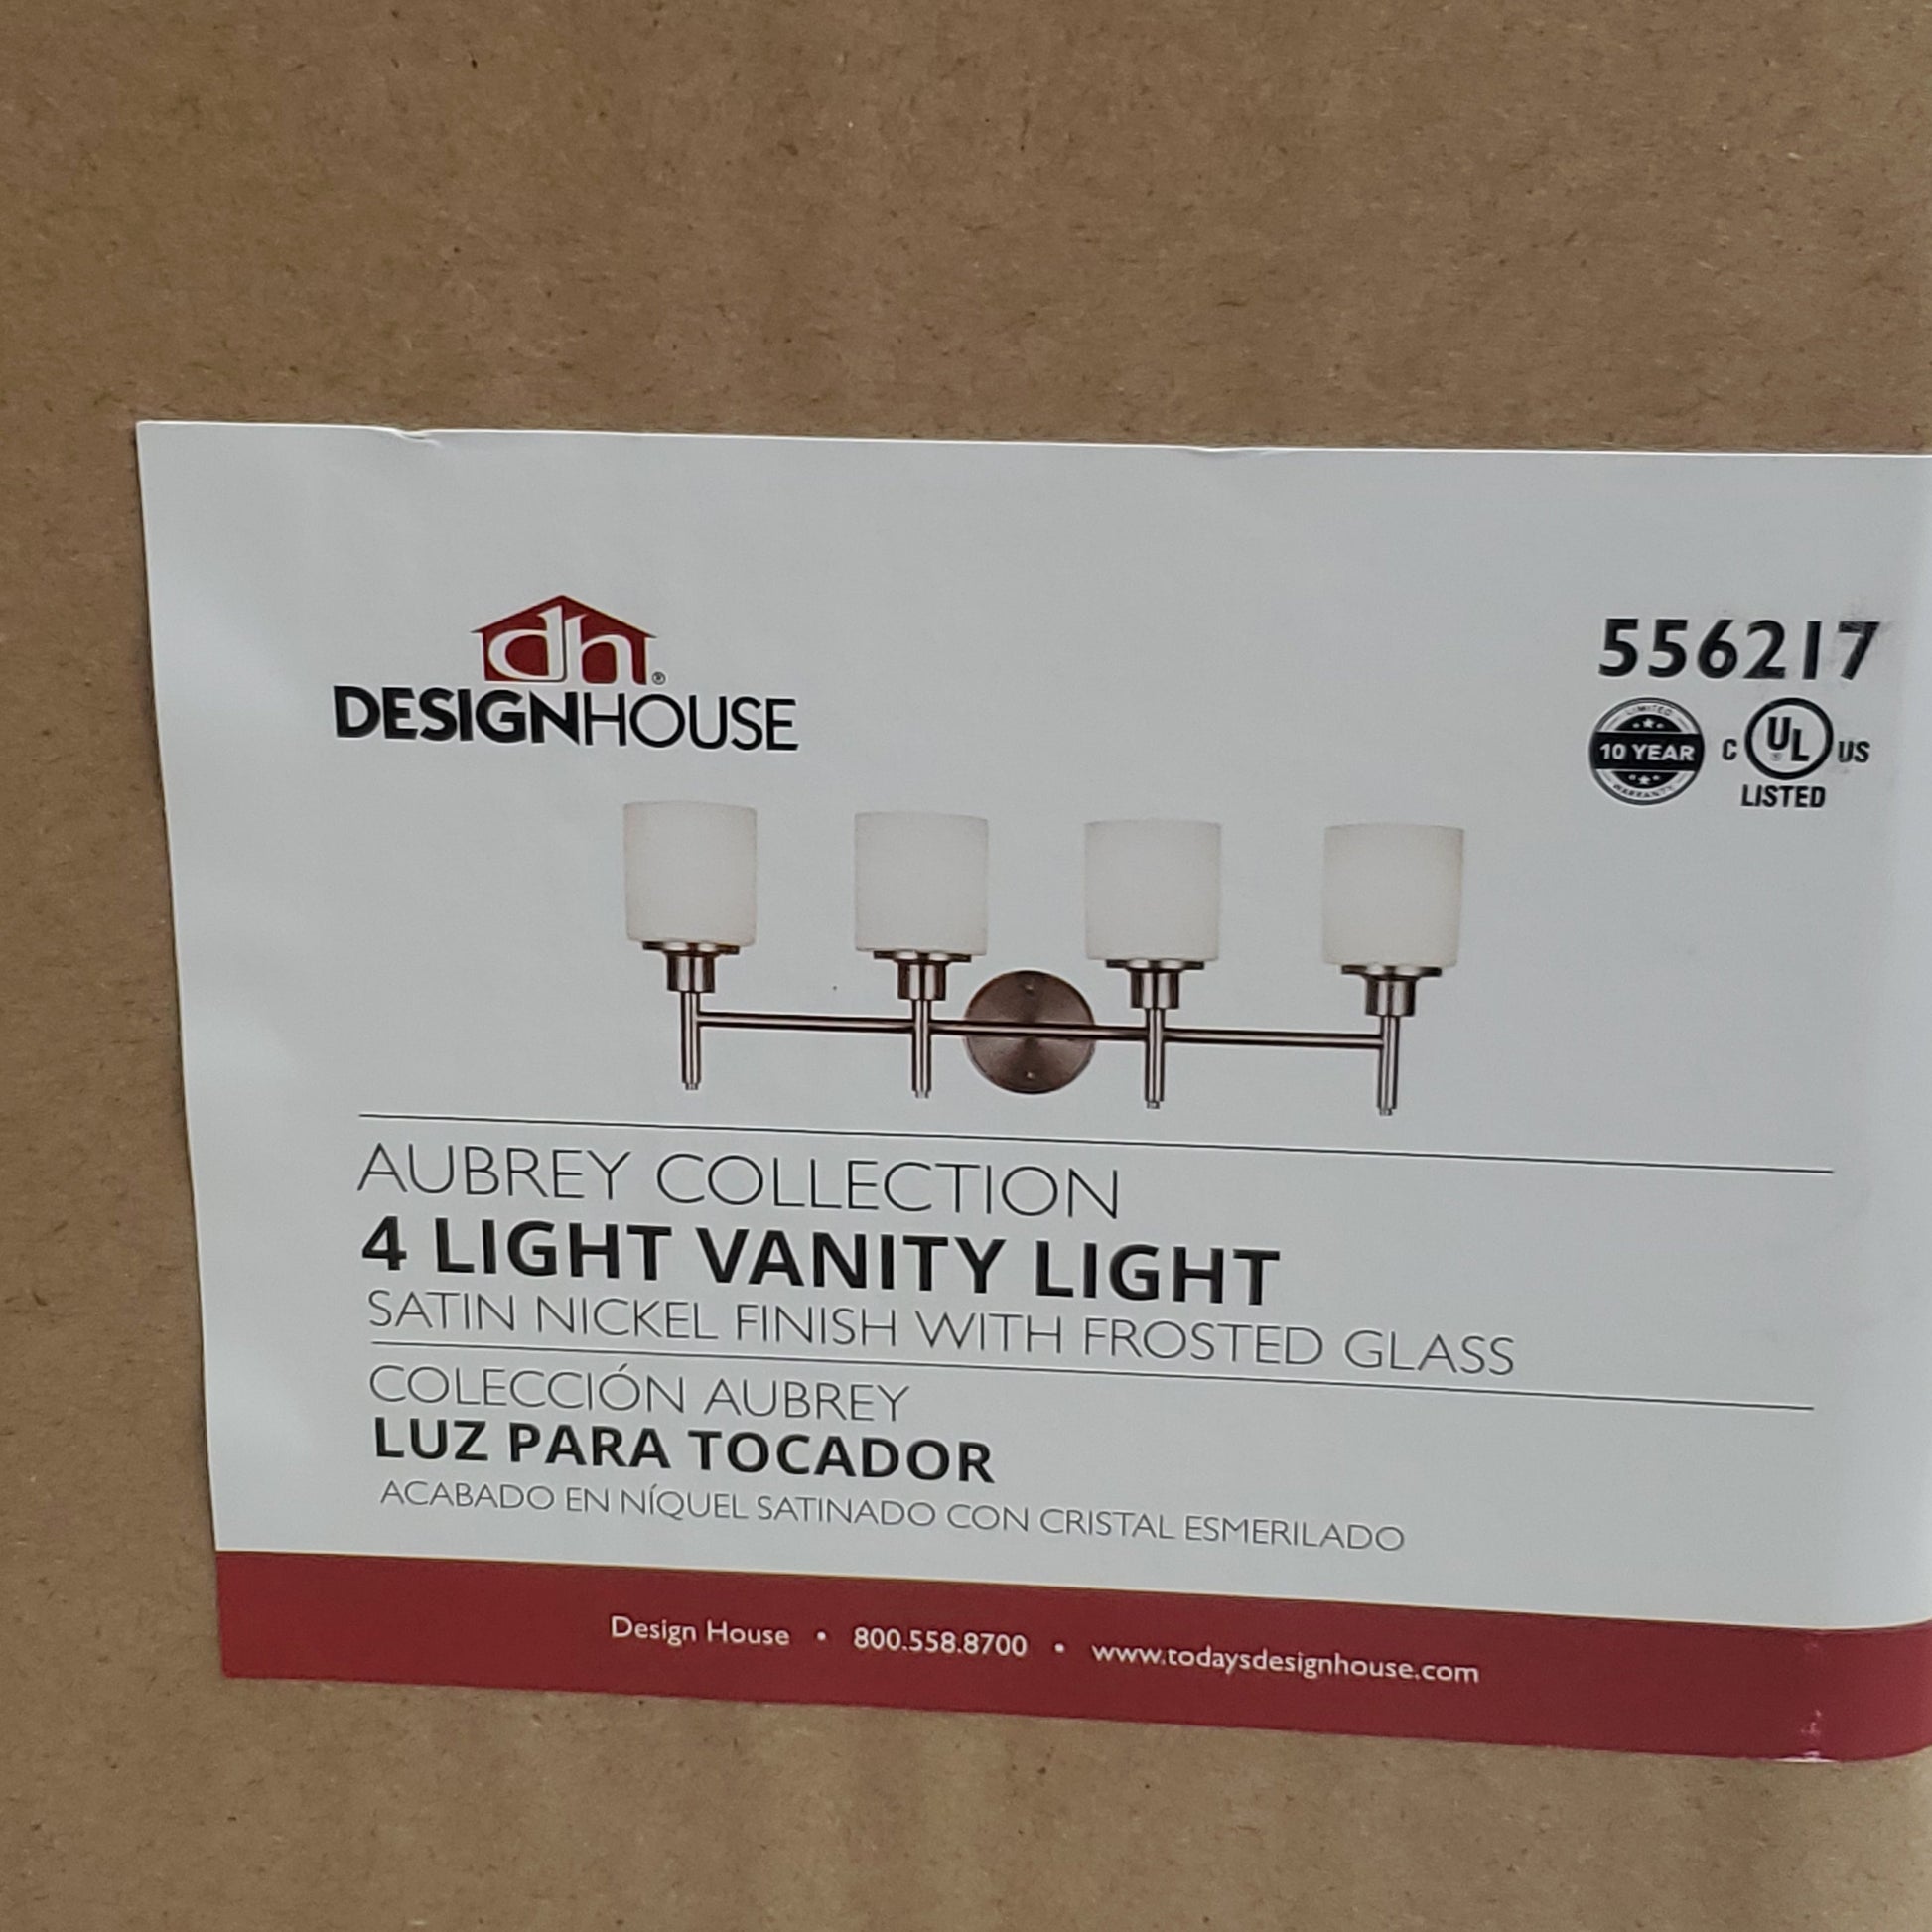 dh®
DESIGNHOUSE
556217
LIMITED
10 YEAR
WARRANTY
C UL® US
LISTED
AUBREY COLLECTION
4 LIGHT VANITY LIGHT
SATIN NICKEL FINISH WITH FROSTED GLASS
COLECCIÓN AUBREY
LUZ PARA TOCADOR
ACABADO EN NÍQUEL SATINADO CON CRISTAL ESMERILADO
Design House • 800.558.8700 • www.todaysdesignhouse.com